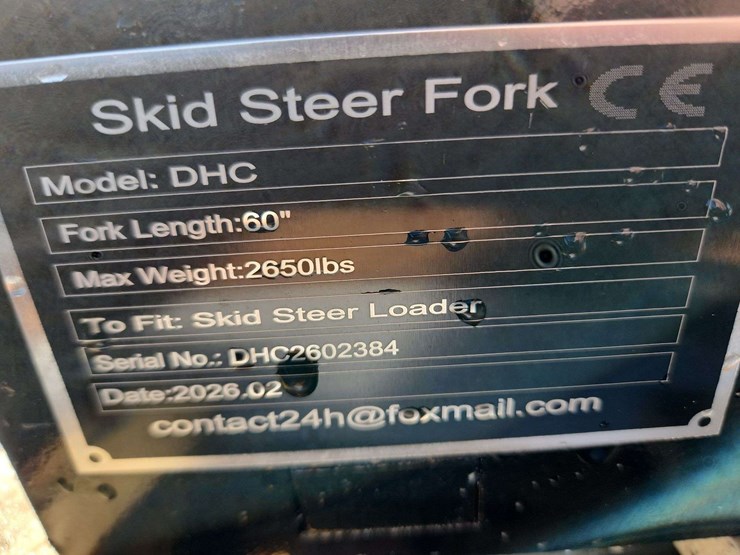 Skid Steer Fork CE
Model: DHC
Fork Length:60"
Max Weight:2650lbs
To Fit: Skid Steer Loader
Serial No.: DHC2602384
Date:2026.02
contact24h@foxmail.com